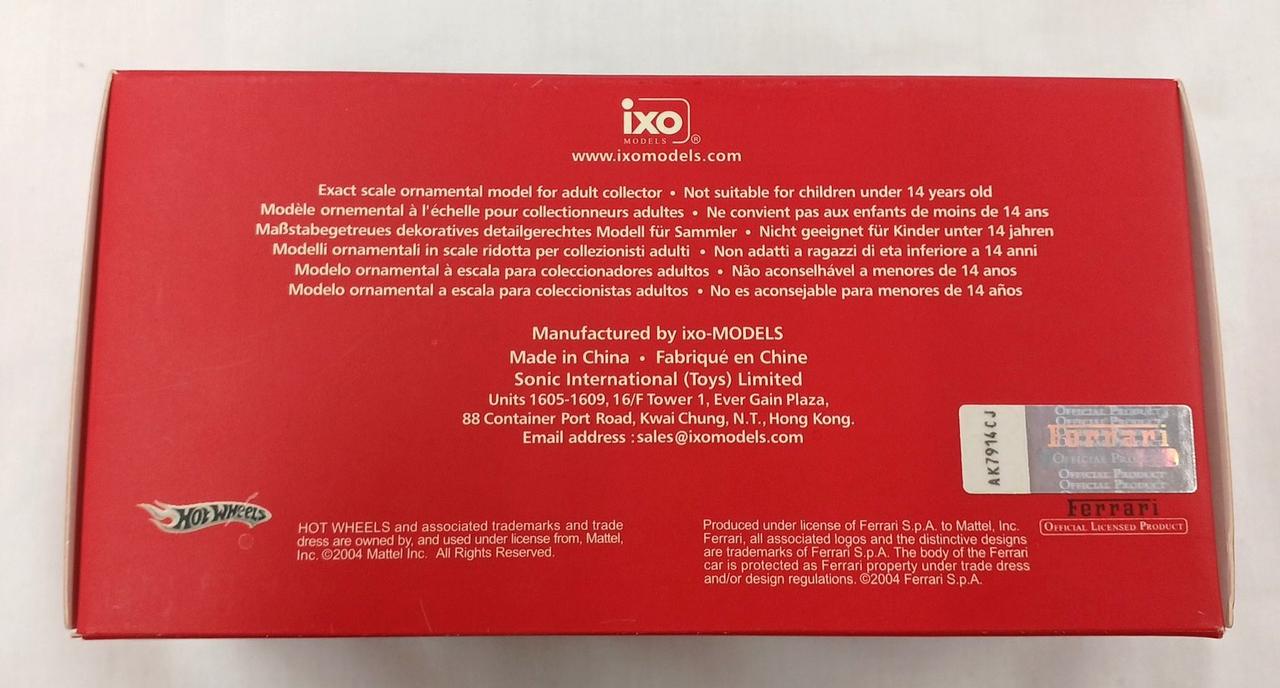 ixo
MODELS ®
www.ixomodels.com
Exact scale ornamental model for adult collector • Not suitable for children under 14 years old
Modèle ornemental à l'échelle pour collectionneurs adultes • Ne convient pas aux enfants de moins de 14 ans
Maßstabegetreues dekoratives detailgerechtes Modell für Sammler • Nicht geeignet für Kinder unter 14 jahren
Modelli ornamentali in scale ridotta per collezionisti adulti • Non adatti a ragazzi di eta inferiore a 14 anni
Modelo ornamental à escala para coleccionadores adultos • Não aconselhável a menores de 14 anos
Modelo ornamental a escala para coleccionistas adultos • No es aconsejable para menores de 14 años
Manufactured by ixo-MODELS
Made in China • Fabriqué en Chine
Sonic International (Toys) Limited
Units 1605-1609, 16/F Tower 1, Ever Gain Plaza,
88 Container Port Road, Kwai Chung, N.T., Hong Kong.
Email address : sales@ixomodels.com
AK7914CJ
OFFICIAL PRODUCT
OFFICIAL PRODUCT
Ferrari
OFFICIAL PRODUCT
OFFICIAL PRODUCT
OFFICIAL PRODUCT
Ferrari
OFFICIAL LICENSED PRODUCT
HOT WHEELS
HOT WHEELS and associated trademarks and trade
dress are owned by, and used under license from, Mattel,
Inc. ©2004 Mattel Inc. All Rights Reserved.
Produced under license of Ferrari S.p.A. to Mattel, Inc.
Ferrari, all associated logos and the distinctive designs
are trademarks of Ferrari S.p.A. The body of the Ferrari
car is protected as Ferrari property under trade dress
and/or design regulations. ©2004 Ferrari S.p.A.